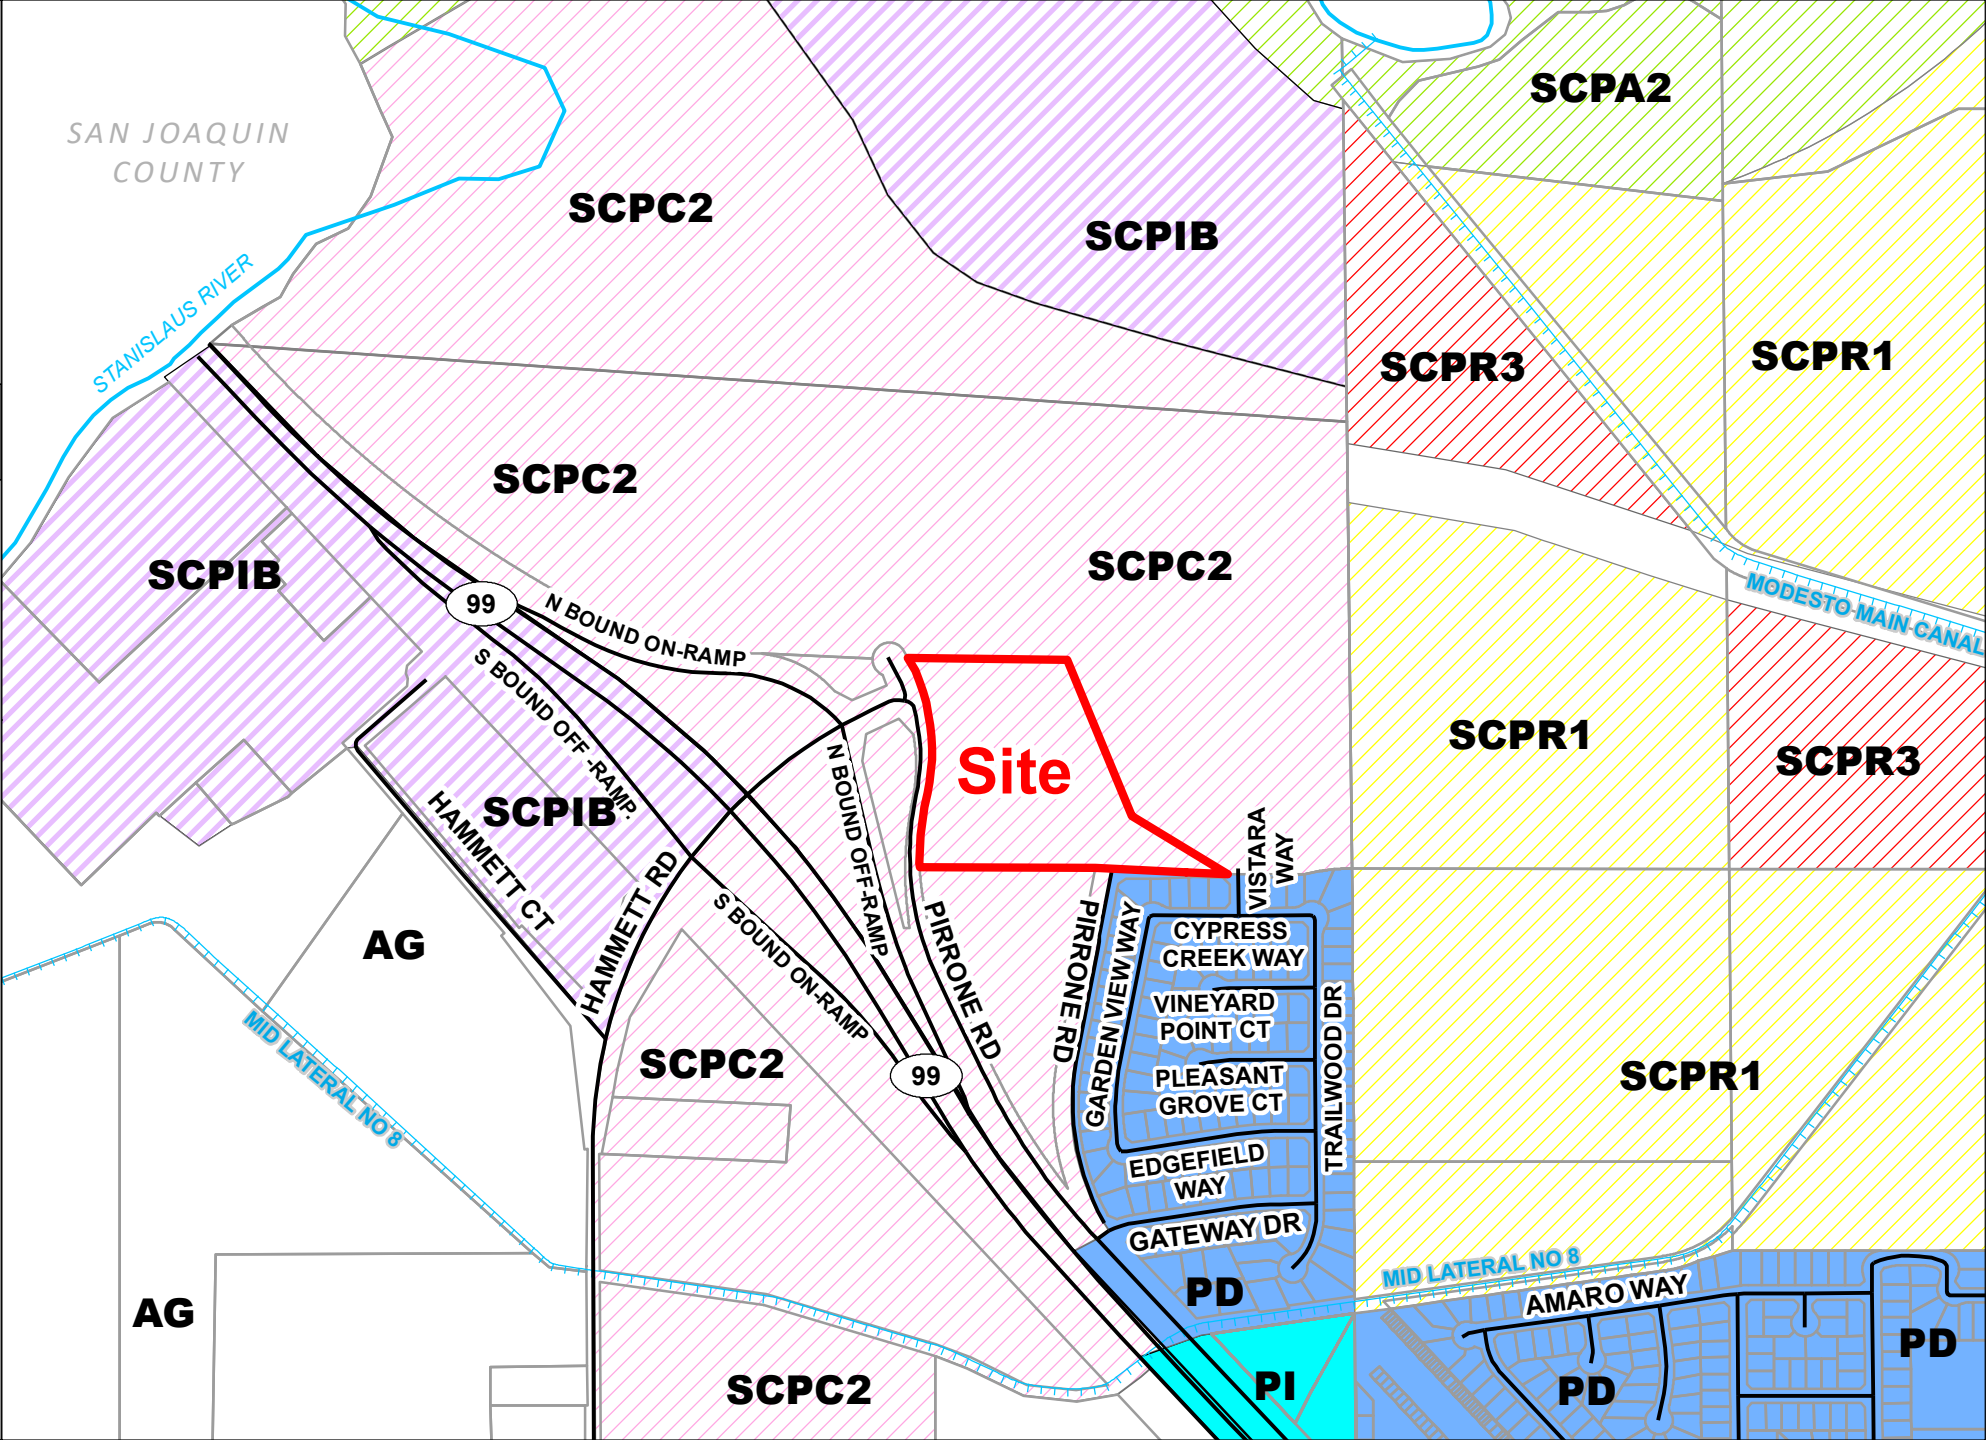 SCPA2
SAN JOAQUIN
COUNTY
SCPC2
SCPIB
STANISLAUS RIVER
SCPR3
SCPR1
SCPC2
SCPIB
SCPC2
MODESTO MAIN CANAL
99
N BOUND ON-RAMP
S BOUND OFF -RAMP.
SCPR1
SCPR3
Site
N BOUND OFF-RAMP
SCPIB
HAMMETT CT
HAMMETT RD
VISTARA
WAY
AG
S BOUND ON-RAMP
PIRRONE RD
PIRRONE RD
GARDEN VIEW WAY
CYPRESS
CREEK WAY
VINEYARD
POINT CT
TRAILWOOD DR
MID LATERAL NO 8
SCPC2
99
PLEASANT
GROVE CT
SCPR1
EDGEFIELD
WAY
GATEWAY DR
MID LATERAL NO 8
AMARO WAY
PD
AG
PD
SCPC2
PI
PD